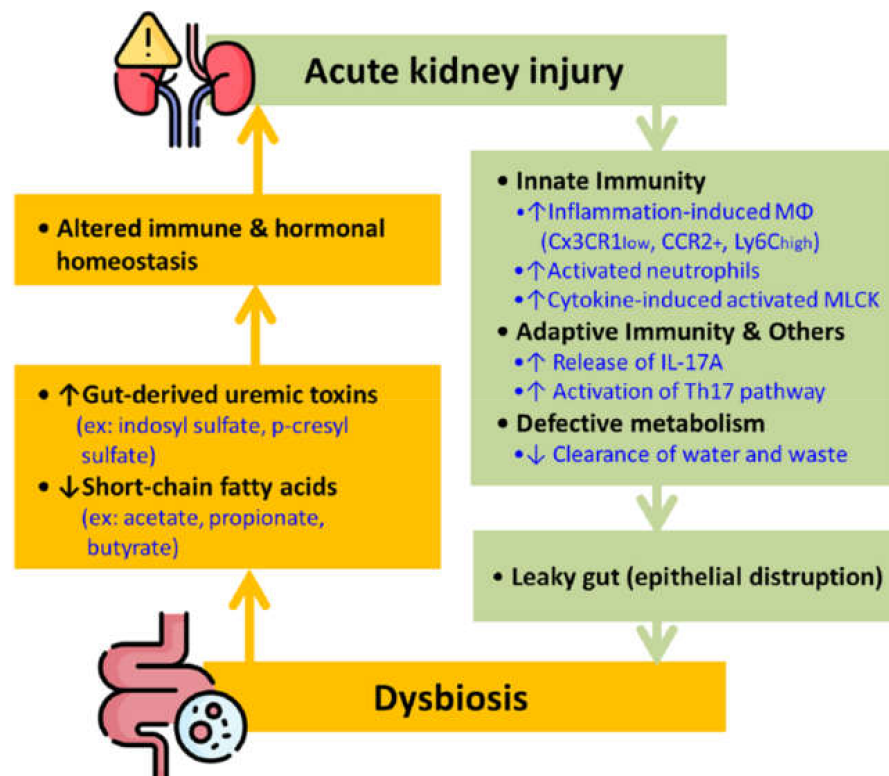 Acute kidney injury
• Innate Immunity
•↑Inflammation-induced MΦ
(Cx3CR1low, CCR2+, Ly6Chigh)
•↑Activated neutrophils
•↑Cytokine-induced activated MLCK
• Adaptive Immunity & Others
•↑ Release of IL-17A
•↑ Activation of Th17 pathway
• Defective metabolism
•↓ Clearance of water and waste
• Leaky gut (epithelial distruption)
Dysbiosis
• ↑Gut-derived uremic toxins
(ex: indosyl sulfate, p-cresyl
sulfate)
• ↓Short-chain fatty acids
(ex: acetate, propionate,
butyrate)
• Altered immune & hormonal
homeostasis